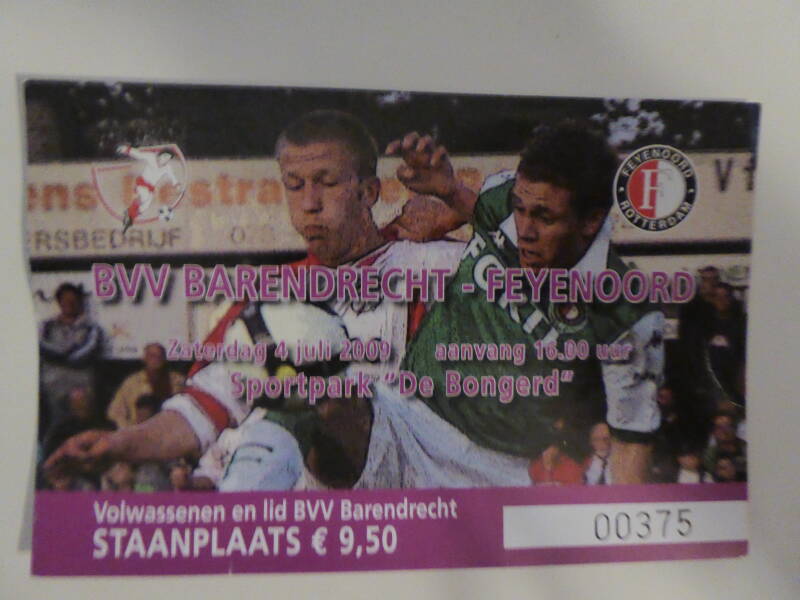 FEYENOORD
F
ROTTERDAM
V
ERSBEDRIJF
BVV BARENDRECHT - FEYENOORD
Zaterdag 4 juli 2009 aanvang 16.00 uur
Sportpark "De Bongerd"
Volwassenen en lid BVV Barendrecht
STAANPLAATS € 9,50
00375